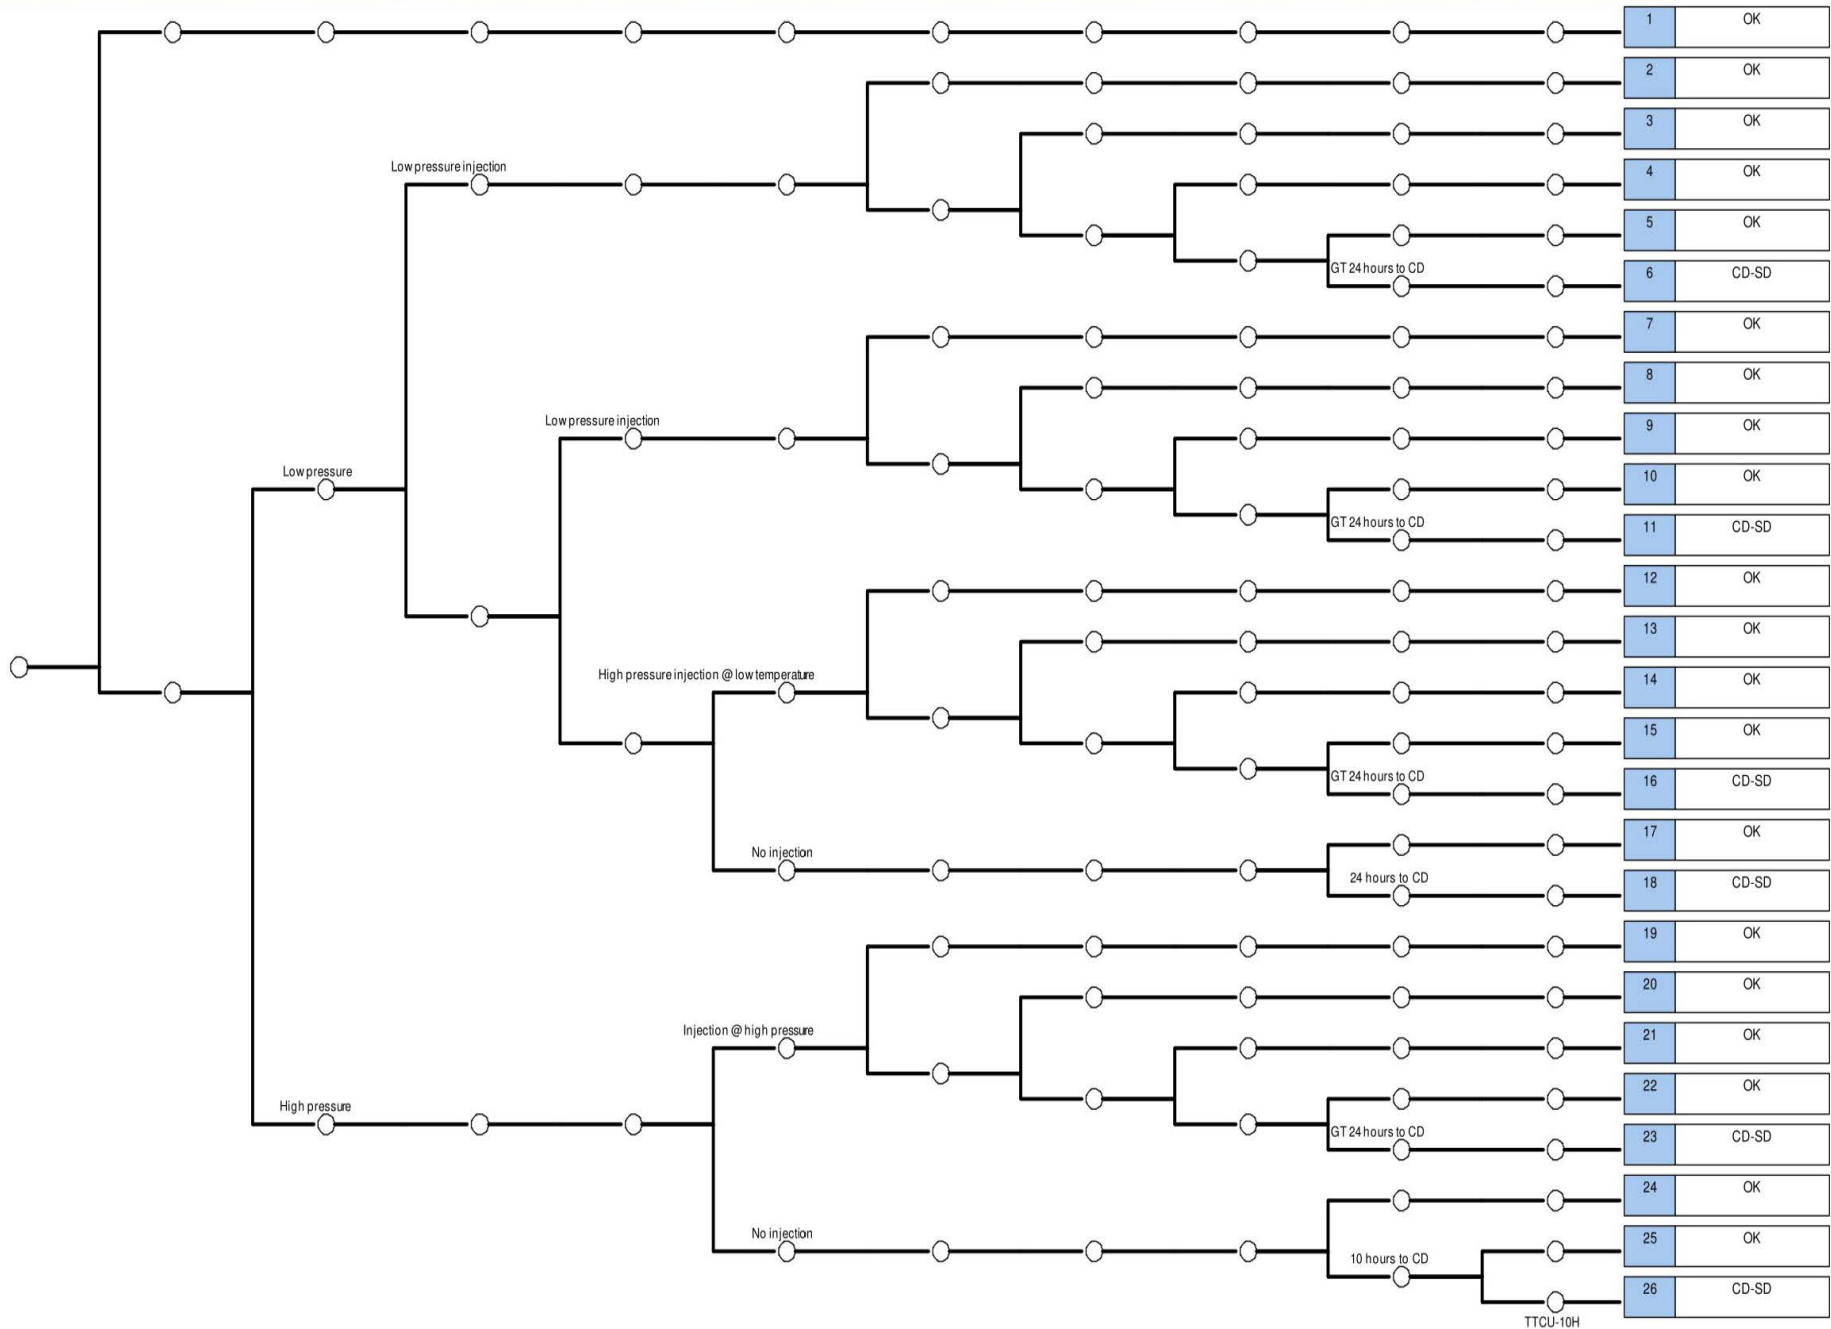 1 OK
2 OK
3 OK
Low pressure injection
4 OK
5 OK
GT 24 hours to CD
6 CD-SD
7 OK
8 OK
Low pressure injection
9 OK
Low pressure
10 OK
GT 24 hours to CD
11 CD-SD
12 OK
13 OK
High pressure injection @ low temperature
14 OK
15 OK
GT 24 hours to CD
16 CD-SD
17 OK
No injection
24 hours to CD
18 CD-SD
19 OK
20 OK
Injection @ high pressure
21 OK
22 OK
High pressure
GT 24 hours to CD
23 CD-SD
24 OK
No injection
25 OK
10 hours to CD
26 CD-SD
TTCU-10H